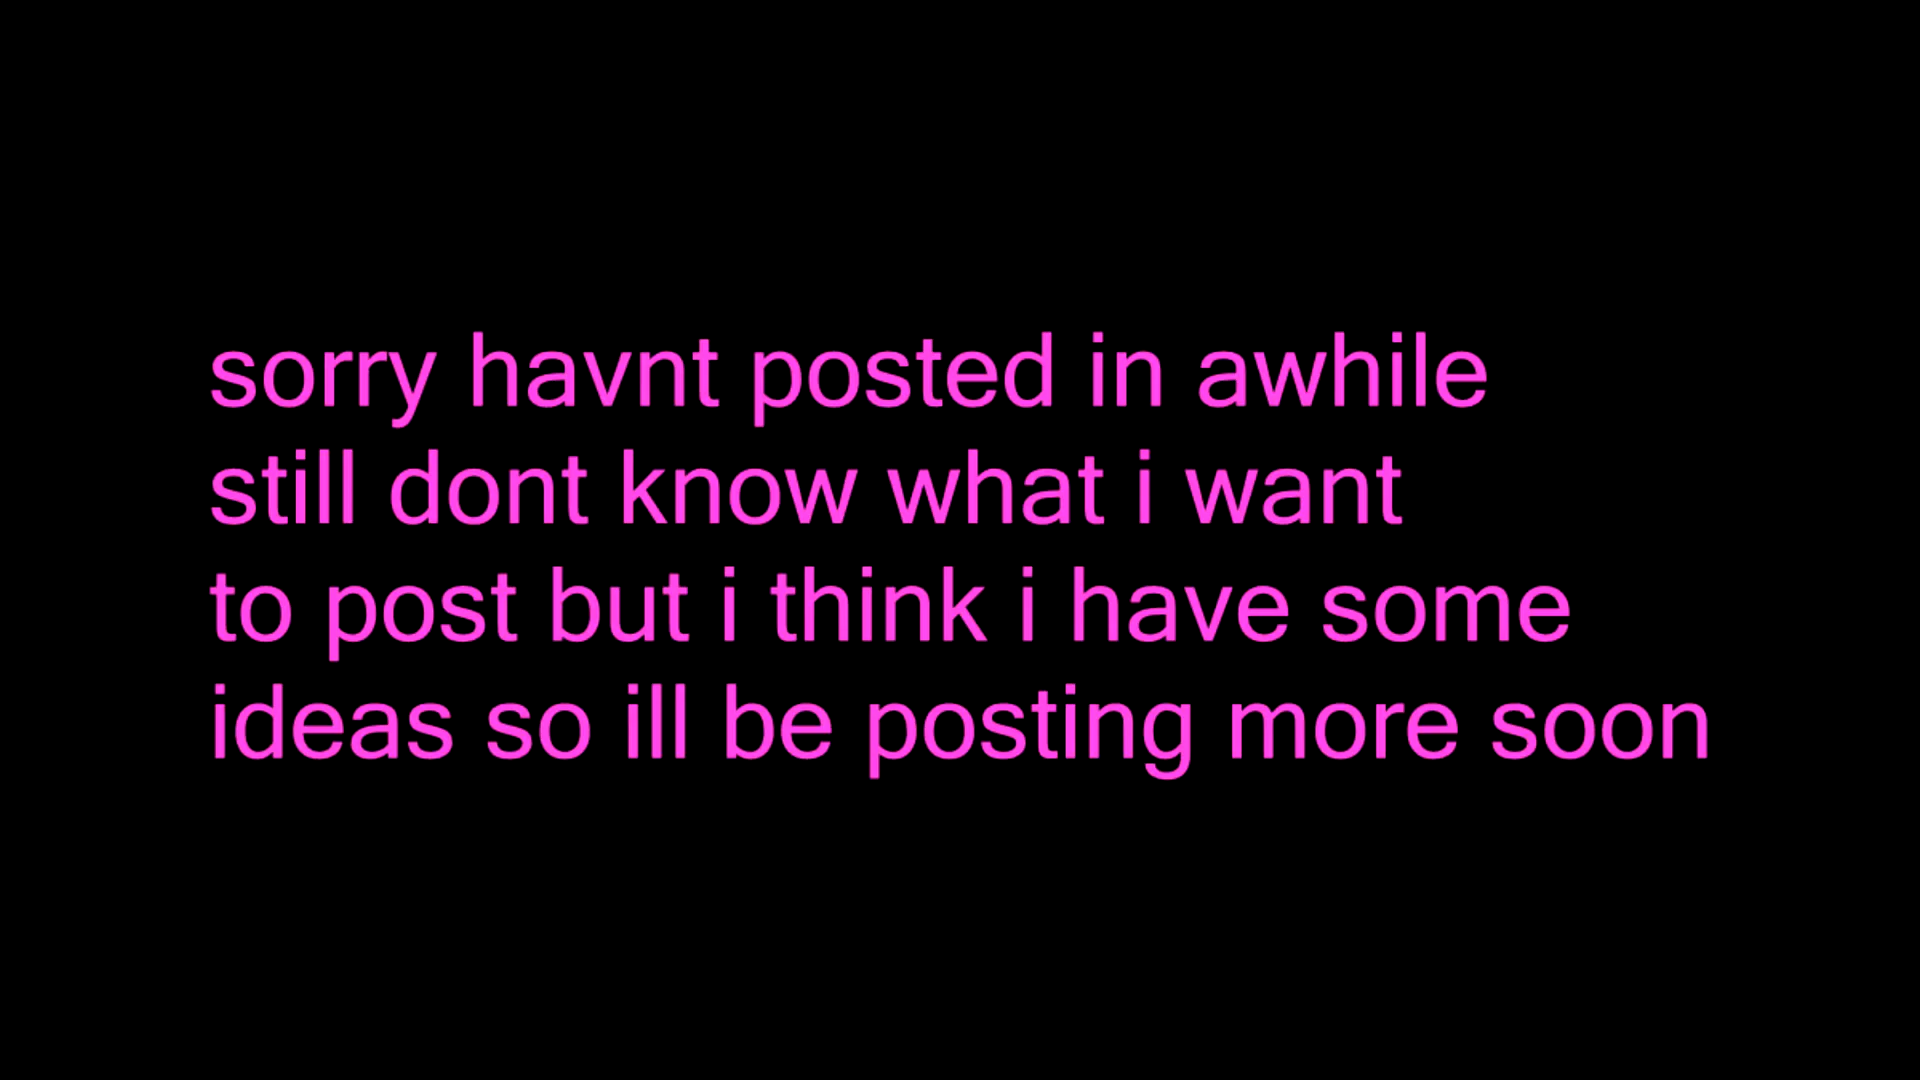 sorry havnt posted in awhile
still dont know what i want
to post but i think i have some
ideas so ill be posting more soon